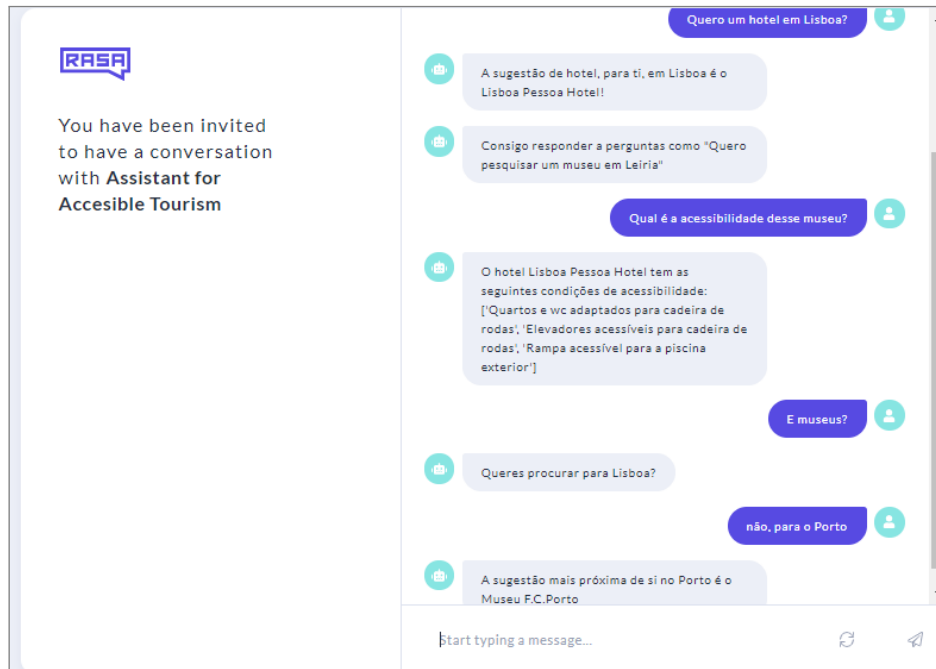 RASA
You have been invited
to have a conversation
with Assistant for
Accesible Tourism
Quero um hotel em Lisboa?
A sugestão de hotel, para ti, em Lisboa é o
Lisboa Pessoa Hotel!
Consigo responder a perguntas como "Quero
pesquisar um museu em Leiria"
Qual é a acessibilidade desse museu?
O hotel Lisboa Pessoa Hotel tem as
seguintes condições de acessibilidade:
['Quartos e wc adaptados para cadeira de
rodas', 'Elevadores acessíveis para cadeira de
rodas', 'Rampa acessível para a piscina
exterior']
E museus?
Queres procurar para Lisboa?
não, para o Porto
A sugestão mais próxima de si no Porto é o
Museu F.C.Porto
Start typing a message...